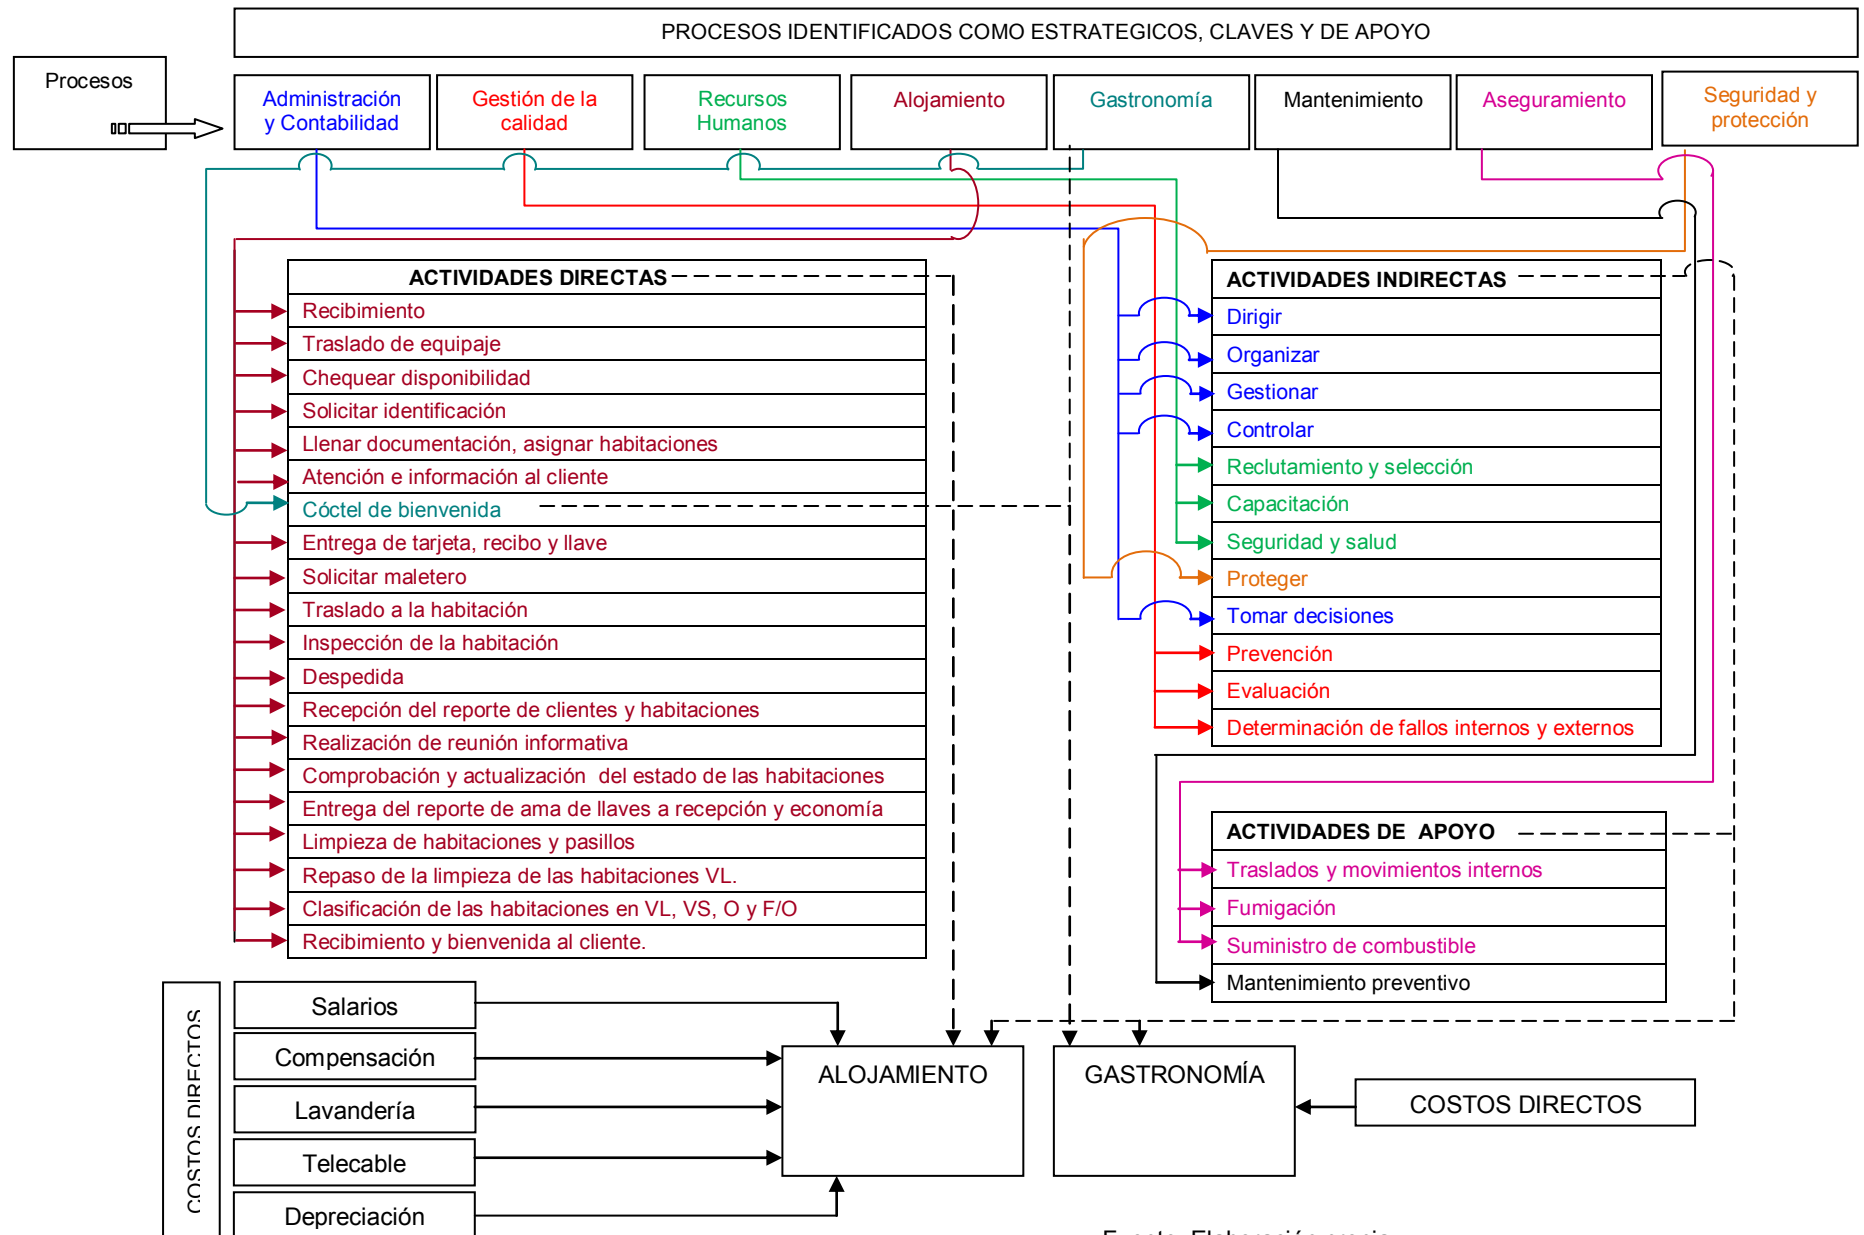 PROCESOS IDENTIFICADOS COMO ESTRATEGICOS, CLAVES Y DE APOYO
Procesos
Administración
y Contabilidad
Gestión de la
calidad
Recursos
Humanos
Alojamiento
Gastronomía
Mantenimiento
Aseguramiento
Seguridad y
protección
ACTIVIDADES DIRECTAS
Recibimiento
Traslado de equipaje
Chequear disponibilidad
Solicitar identificación
Llenar documentación, asignar habitaciones
Atención e información al cliente
Cóctel de bienvenida
Entrega de tarjeta, recibo y llave
Solicitar maletero
Traslado a la habitación
Inspección de la habitación
Despedida
Recepción del reporte de clientes y habitaciones
Realización de reunión informativa
Comprobación y actualización del estado de las habitaciones
Entrega del reporte de ama de llaves a recepción y economía
Limpieza de habitaciones y pasillos
Repaso de la limpieza de las habitaciones VL.
Clasificación de las habitaciones en VL, VS, O y F/O
Recibimiento y bienvenida al cliente.
ACTIVIDADES INDIRECTAS
Dirigir
Organizar
Gestionar
Controlar
Reclutamiento y selección
Capacitación
Seguridad y salud
Proteger
Tomar decisiones
Prevención
Evaluación
Determinación de fallos internos y externos
ACTIVIDADES DE APOYO
Traslados y movimientos internos
Fumigación
Suministro de combustible
Mantenimiento preventivo
COSTOS DIRECTOS
Salarios
Compensación
Lavandería
Telecable
Depreciación
ALOJAMIENTO
GASTRONOMÍA
COSTOS DIRECTOS